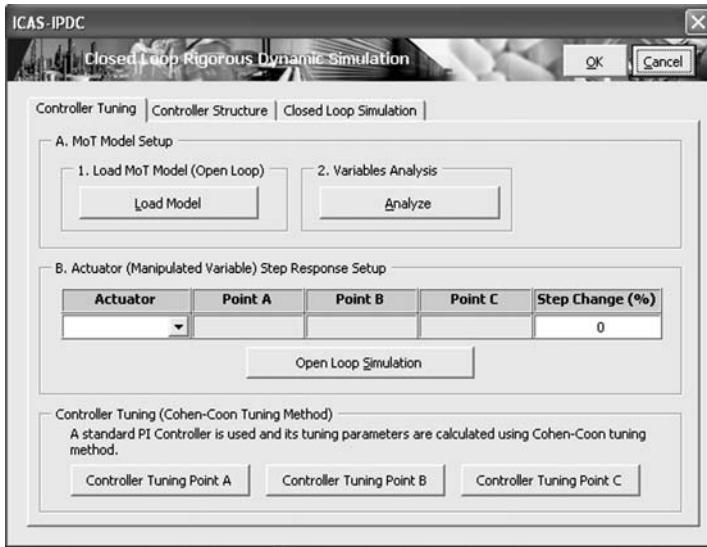 ICAS-IPDC
Closed Loop Rigorous Dynamic Simulation
OK
Cancel
Controller Tuning
Controller Structure
Closed Loop Simulation
A. MoT Model Setup
1. Load MoT Model (Open Loop)
Load Model
2. Variables Analysis
Analyze
B. Actuator (Manipulated Variable) Step Response Setup
Actuator Point A Point B Point C Step Change (%)
0
Open Loop Simulation
Controller Tuning (Cohen-Coon Tuning Method)
A standard PI Controller is used and its tuning parameters are calculated using Cohen-Coon tuning
method.
Controller Tuning Point A
Controller Tuning Point B
Controller Tuning Point C